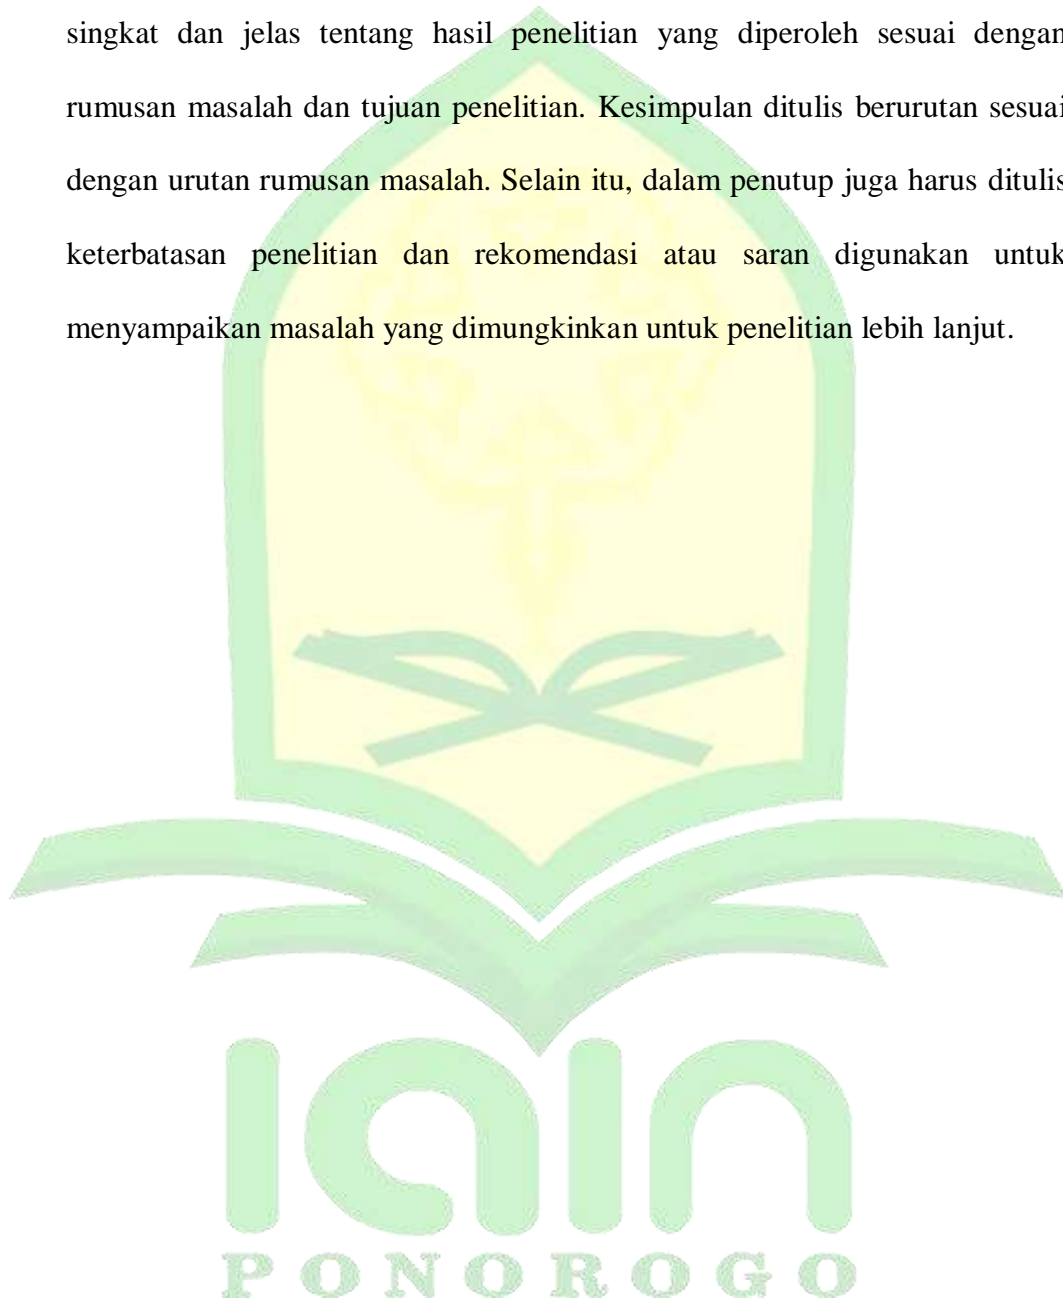 singkat dan jelas tentang hasil penelitian yang diperoleh sesuai dengan
rumusan masalah dan tujuan penelitian. Kesimpulan ditulis berurutan sesuai
dengan urutan rumusan masalah. Selain itu, dalam penutup juga harus ditulis
keterbatasan penelitian dan rekomendasi atau saran digunakan untuk
menyampaikan masalah yang dimungkinkan untuk penelitian lebih lanjut.
iain
PONOROGO